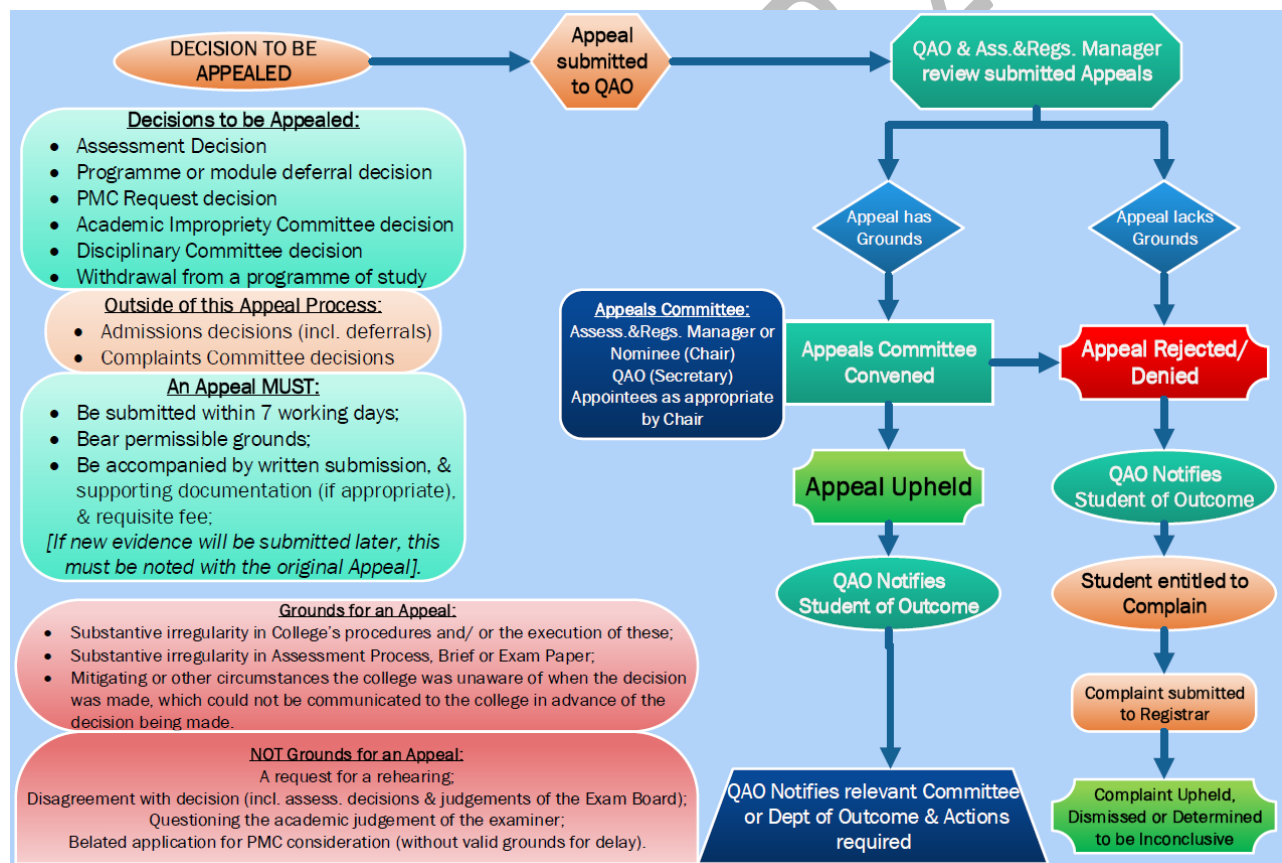 DECISION TO BE
APPEALED
Appeal
submitted
to QAO
QAO & Ass.&Regs. Manager
review submitted Appeals
Decisions to be Appealed:
• Assessment Decision
• Programme or module deferral decision
• PMC Request decision
• Academic Impropriety Committee decision
• Disciplinary Committee decision
• Withdrawal from a programme of study
Outside of this Appeal Process:
• Admissions decisions (incl. deferrals)
• Complaints Committee decisions
An Appeal MUST:
• Be submitted within 7 working days;
• Bear permissible grounds;
• Be accompanied by written submission, &
supporting documentation (if appropriate),
& requisite fee;
[If new evidence will be submitted later, this
must be noted with the original Appeal].
Grounds for an Appeal:
• Substantive irregularity in College's procedures and/ or the execution of these;
• Substantive irregularity in Assessment Process, Brief or Exam Paper;
• Mitigating or other circumstances the college was unaware of when the decision
was made, which could not be communicated to the college in advance of the
decision being made.
NOT Grounds for an Appeal:
A request for a rehearing;
Disagreement with decision (incl. assess. decisions & judgements of the Exam Board);
Questioning the academic judgement of the examiner;
Belated application for PMC consideration (without valid grounds for delay).
Appeal has
Grounds
Appeal lacks
Grounds
Appeals Committee:
Assess.&Regs. Manager or
Nominee (Chair)
QAO (Secretary)
Appointees as appropriate
by Chair
Appeals Committee
Convened
Appeal Rejected/
Denied
Appeal Upheld
QAO Notifies
Student of Outcome
QAO Notifies
Student of Outcome
Student entitled to
Complain
Complaint submitted
to Registrar
QAO Notifies relevant Committee
or Dept of Outcome & Actions
required
Complaint Upheld,
Dismissed or Determined
to be Inconclusive